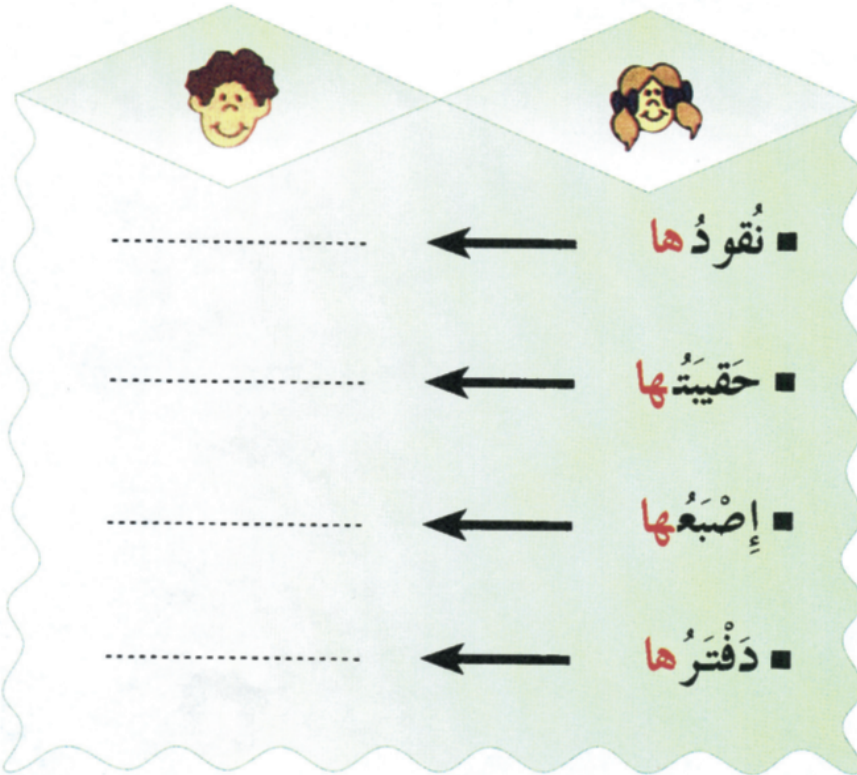 ■ نُقودُها
■ حَقيبَتُها
■ إِصْبَعُها
■ دَفْتَرُها